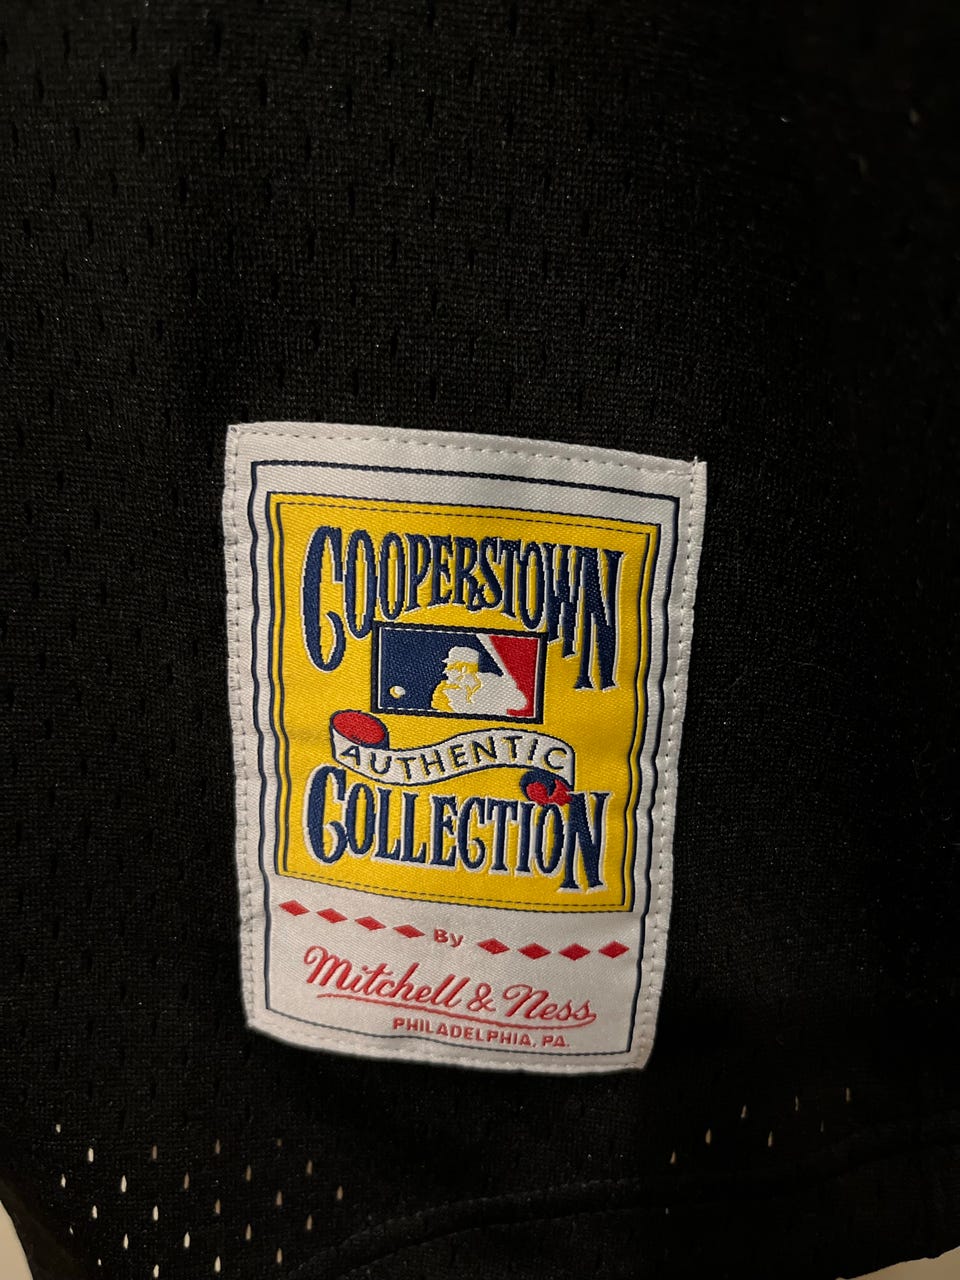 COOPERSTOWN
AUTHENTIC
COLLECTION
By
Mitchell & Ness
PHILADELPHIA, PA.